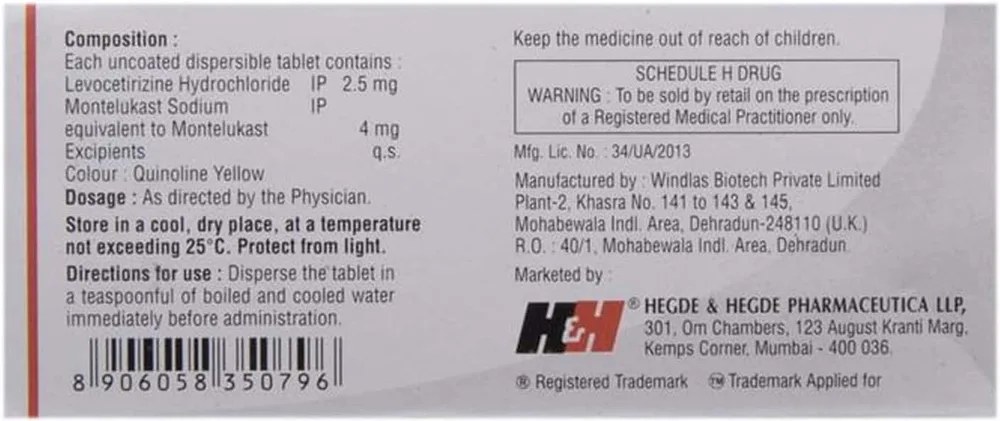 Composition :
Each uncoated dispersible tablet contains :
Levocetirizine Hydrochloride IP 2.5 mg
Montelukast Sodium IP
equivalent to Montelukast 4 mg
Excipients q.s.
Colour : Quinoline Yellow
Dosage : As directed by the Physician.
Store in a cool, dry place, at a temperature
not exceeding 25°C. Protect from light.
Directions for use : Disperse the tablet in
a teaspoonful of boiled and cooled water
immediately before administration.
8 906058 350796
Keep the medicine out of reach of children.
SCHEDULE H DRUG
WARNING : To be sold by retail on the prescription
of a Registered Medical Practitioner only.
Mfg. Lic. No. : 34/UA/2013
Manufactured by : Windlas Biotech Private Limited
Plant-2, Khasra No. 141 to 143 & 145,
Mohabewala Indl. Area, Dehradun-248110 (U.K.)
R.O. : 40/1, Mohabewala Indl. Area, Dehradun.
Marketed by :
H&H ® HEGDE & HEGDE PHARMACEUTICA LLP,
301, Om Chambers, 123 August Kranti Marg,
Kemps Corner, Mumbai - 400 036.
® Registered Trademark ™ Trademark Applied for